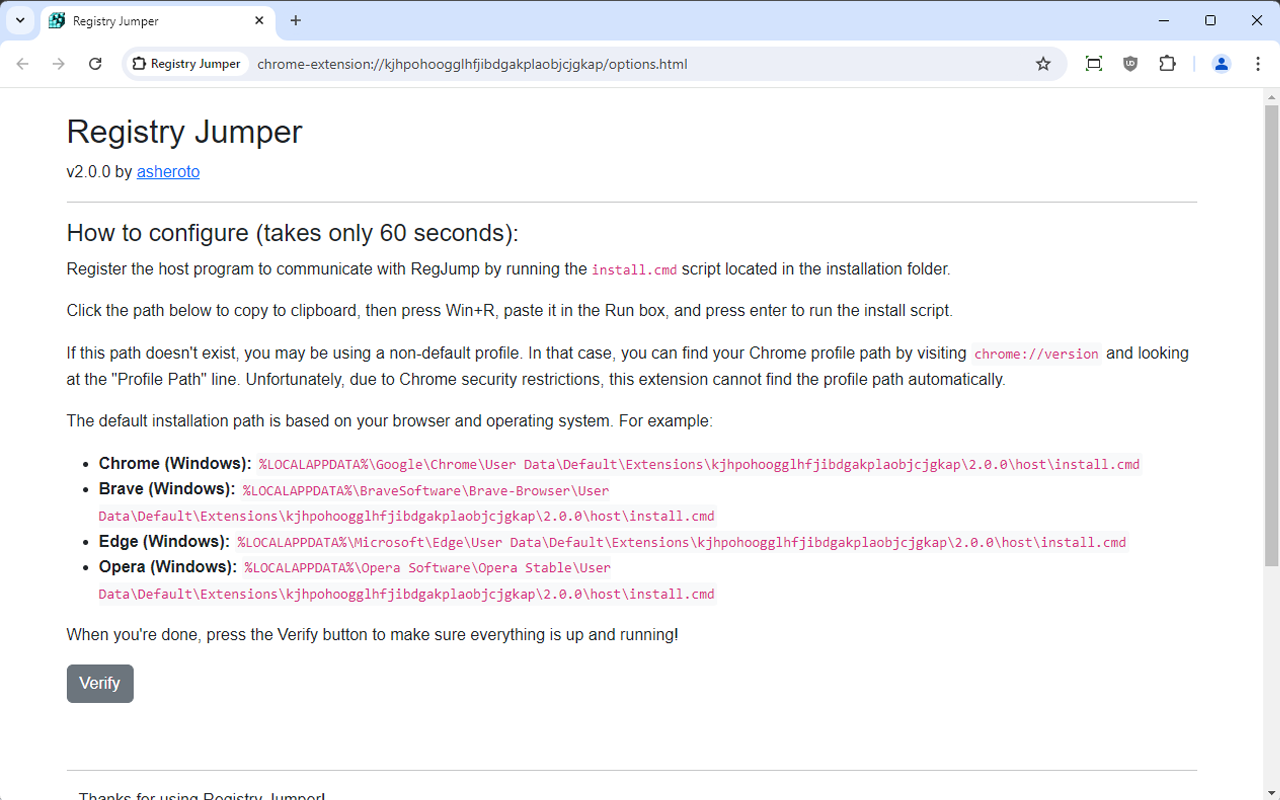 Registry Jumper
Registry Jumper
chrome-extension://kjhpohoogglhfjibdgakplaobjcjgkap/options.html
Registry Jumper
v2.0.0 by asheroto
How to configure (takes only 60 seconds):
Register the host program to communicate with RegJump by running the install.cmd script located in the installation folder.
Click the path below to copy to clipboard, then press Win+R, paste it in the Run box, and press enter to run the install script.
If this path doesn't exist, you may be using a non-default profile. In that case, you can find your Chrome profile path by visiting chrome://version and looking
at the "Profile Path" line. Unfortunately, due to Chrome security restrictions, this extension cannot find the profile path automatically.
The default installation path is based on your browser and operating system. For example:
• Chrome (Windows): %LOCALAPPDATA%\Google\Chrome\User Data\Default\Extensions\kjhpohoogglhfjibdgakplaobjcjgkap\2.0.0\host\install.cmd
• Brave (Windows): %LOCALAPPDATA%\BraveSoftware\Brave-Browser\User
Data\Default\Extensions\kjhpohoogglhfjibdgakplaobjcjgkap\2.0.0\host\install.cmd
• Edge (Windows): %LOCALAPPDATA%\Microsoft\Edge\User Data\Default\Extensions\kjhpohoogglhfjibdgakplaobjcjgkap\2.0.0\host\install.cmd
• Opera (Windows): %LOCALAPPDATA%\Opera Software\Opera Stable\User
Data\Default\Extensions\kjhpohoogglhfjibdgakplaobjcjgkap\2.0.0\host\install.cmd
When you're done, press the Verify button to make sure everything is up and running!
Verify
Thanks for using Registry Jumper!